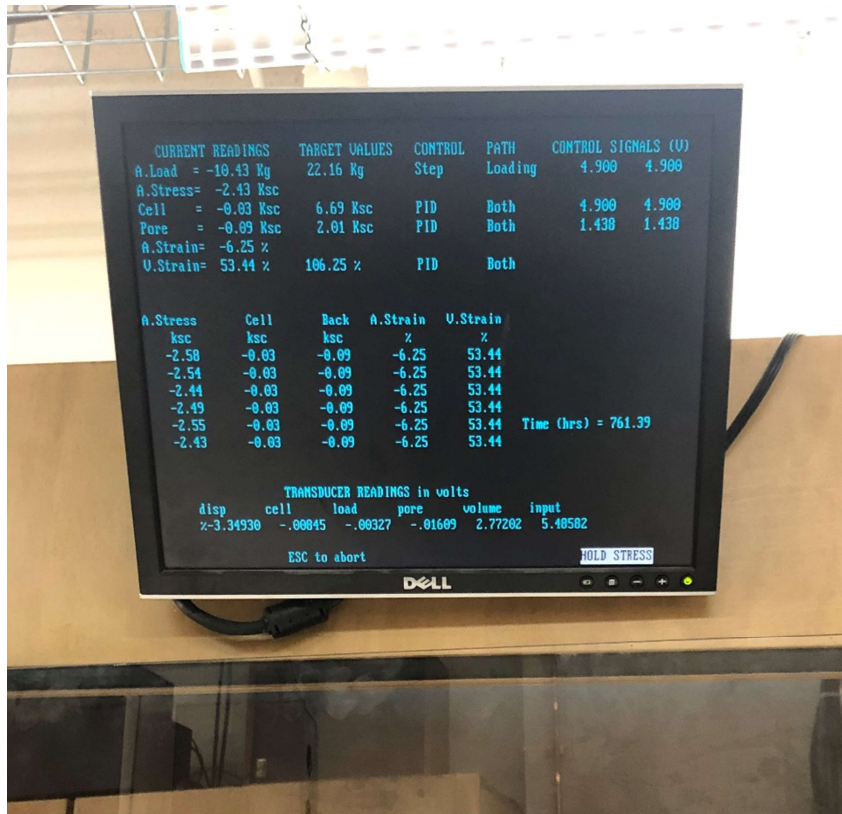 CURRENT READINGS TARGET VALUES CONTROL PATH CONTROL SIGNALS (V)
A.Load = -10.43 Kg 22.16 Kg Step Loading 4.900 4.900
A.Stress= -2.43 Ksc
Cell = -0.03 Ksc 6.69 Ksc PID Both 4.900 4.900
Pore = -0.09 Ksc 2.01 Ksc PID Both 1.438 1.438
A.Strain= -6.25 %
V.Strain= 53.44 % 106.25 % PID Both
A.Stress Cell Back A.Strain V.Strain
ksc ksc ksc % %
-2.58 -0.03 -0.09 -6.25 53.44
-2.54 -0.03 -0.09 -6.25 53.44
-2.44 -0.03 -0.09 -6.25 53.44
-2.49 -0.03 -0.09 -6.25 53.44
-2.55 -0.03 -0.09 -6.25 53.44 Time (hrs) = 761.39
-2.43 -0.03 -0.09 -6.25 53.44
TRANSDUCER READINGS in volts
disp cell load pore volume input
%-3.34930 -.00045 -.00327 -.01609 2.77202 5.48582
ESC to abort HOLD STRESS
DELL